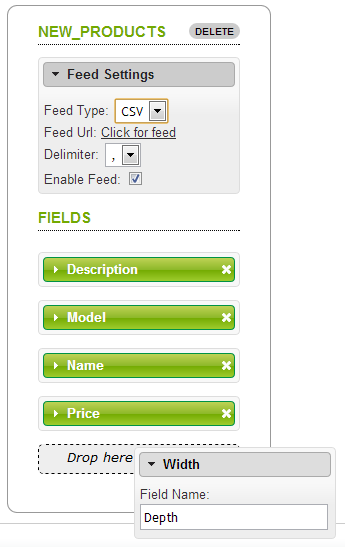 NEW_PRODUCTS DELETE
Feed Settings
Feed Type: CSV
Feed Url: Click for feed
Delimiter: ,
Enable Feed:
FIELDS
Description
Model
Name
Price
Drop here
Width
Field Name:
Depth